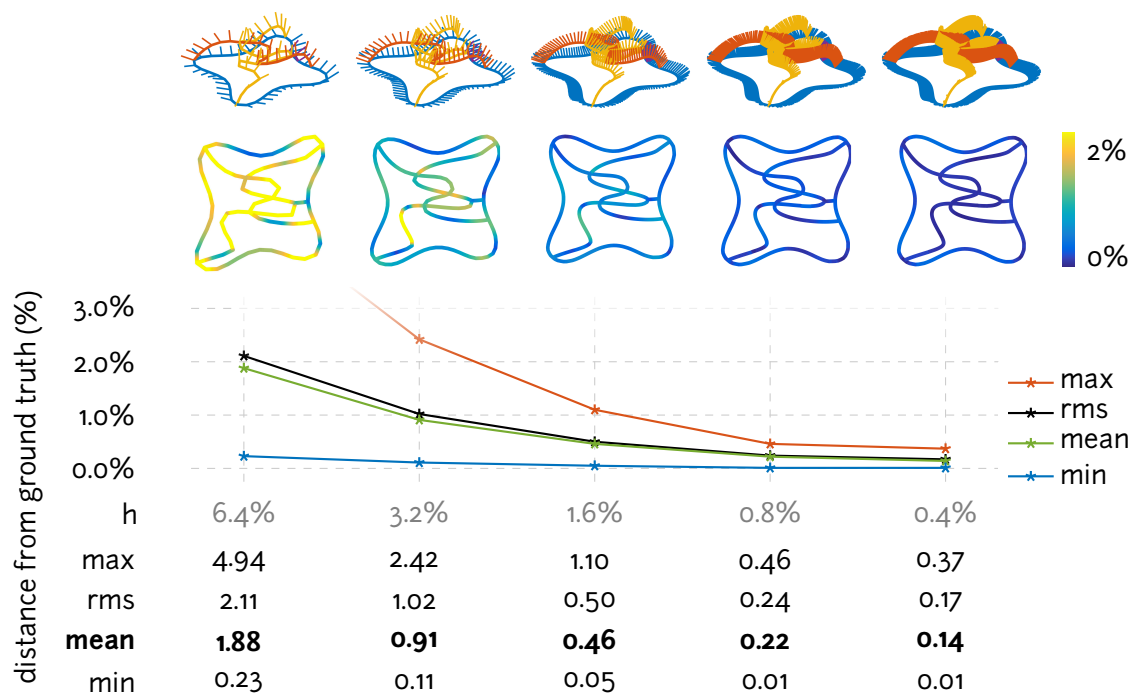 2%
0%
distance from ground truth (%)
3.0%
2.0%
1.0%
0.0%
max
rms
mean
min
h 6.4% 3.2% 1.6% 0.8% 0.4%
max 4.94 2.42 1.10 0.46 0.37
rms 2.11 1.02 0.50 0.24 0.17
mean 1.88 0.91 0.46 0.22 0.14
min 0.23 0.11 0.05 0.01 0.01